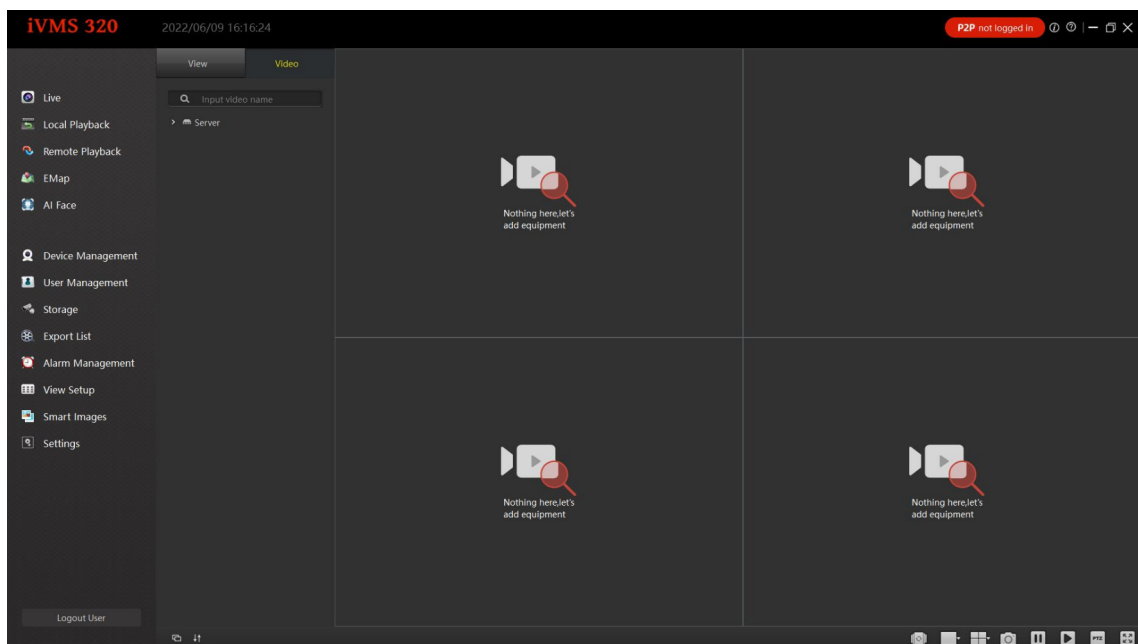 iVMS 320
2022/06/09 16:16:24
P2P not logged in
View
Video
Input video name
Server
Live
Local Playback
Remote Playback
EMap
AI Face
Device Management
User Management
Storage
Export List
Alarm Management
View Setup
Smart Images
Settings
Logout User
Nothing here,let's
add equipment
Nothing here,let's
add equipment
Nothing here,let's
add equipment
Nothing here,let's
add equipment
PTZ